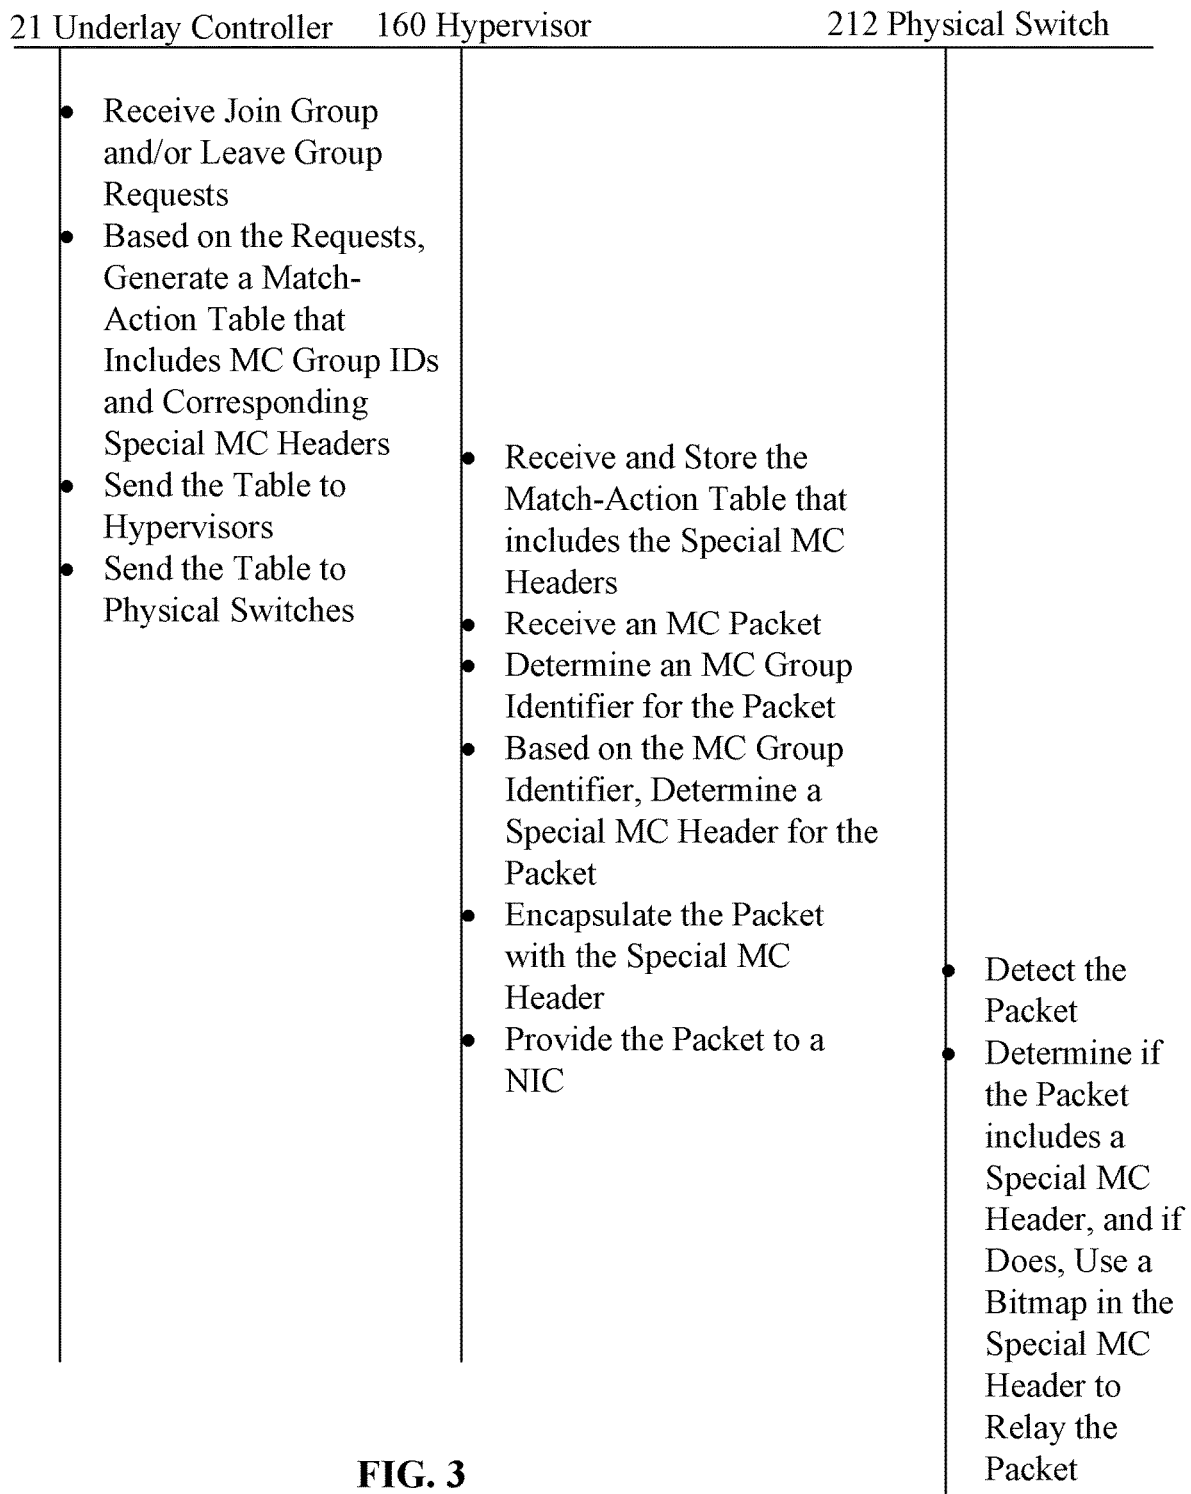 21 Underlay Controller 160 Hypervisor 212 Physical Switch
• Receive Join Group
and/or Leave Group
Requests
• Based on the Requests,
Generate a Match-
Action Table that
Includes MC Group IDs
and Corresponding
Special MC Headers
• Send the Table to
Hypervisors
• Send the Table to
Physical Switches
• Receive and Store the
Match-Action Table that
includes the Special MC
Headers
• Receive an MC Packet
• Determine an MC Group
Identifier for the Packet
• Based on the MC Group
Identifier, Determine a
Special MC Header for the
Packet
• Encapsulate the Packet
with the Special MC
Header
• Provide the Packet to a
NIC
• Detect the
Packet
• Determine if
the Packet
includes a
Special MC
Header, and if
Does, Use a
Bitmap in the
Special MC
Header to
Relay the
Packet
FIG. 3